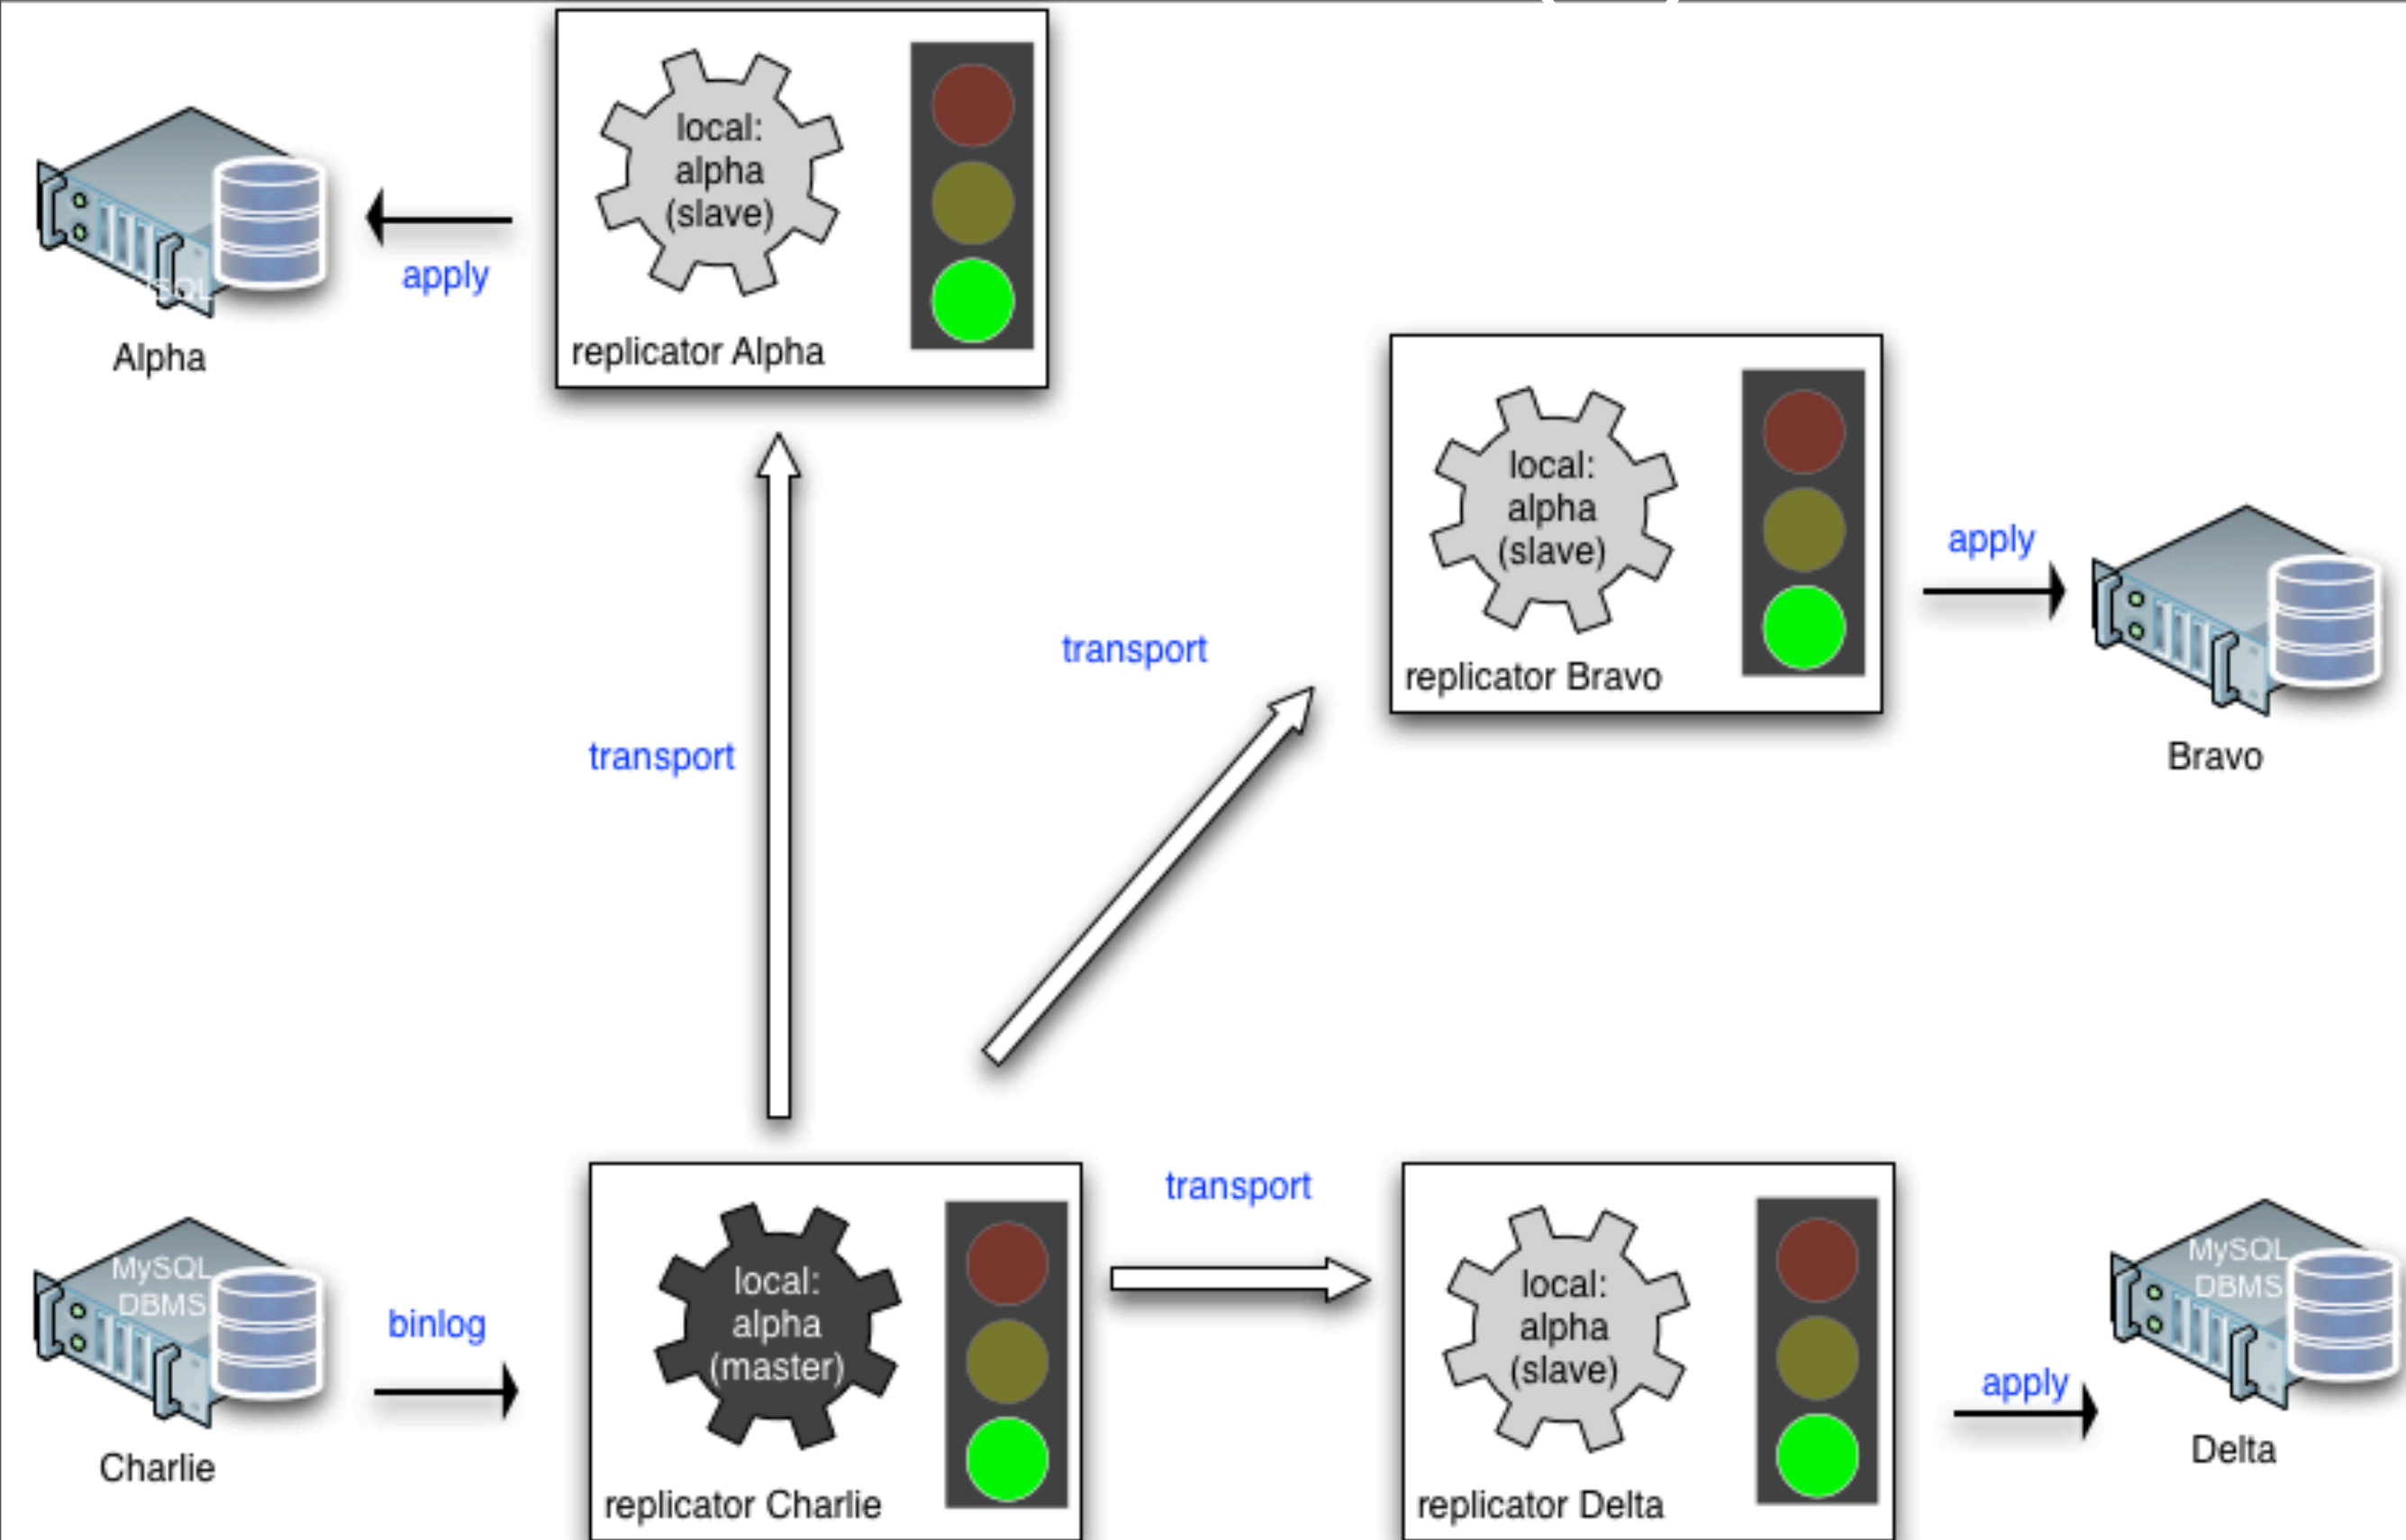 local:
alpha
(slave)
replicator Alpha
apply
SQL
Alpha
local:
alpha
(slave)
replicator Bravo
apply
Bravo
transport
transport
MySQL
DBMS
Charlie
binlog
local:
alpha
(master)
replicator Charlie
transport
local:
alpha
(slave)
replicator Delta
apply
MySQL
DBMS
Delta